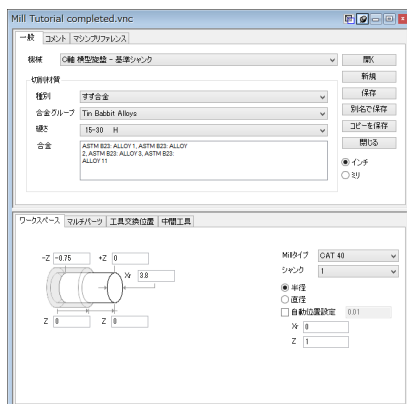 Mill Tutorial completed.vnc
一般 コメント マシンプリファレンス
機械 C軸 横型旋盤 - 基準シャンク
開く
新規
保存
別名で保存
コピーを保存
閉じる
インチ
ミリ
切削材質
種別 すず合金
合金グループ Tin Babbit Alloys
硬さ 15-30 H
合金 ASTM B23: ALLOY 1, ASTM B23: ALLOY
2, ASTM B23: ALLOY 3, ASTM B23:
ALLOY 11
ワークスペース マルチパーツ 工具交換位置 中間工具
-Z -0.75 +Z 0
Xr 3.8
Z 0 Z 0
Millタイプ CAT 40
シャンク 1
半径
直径
自動位置設定 0.01
Xr 0
Z 1